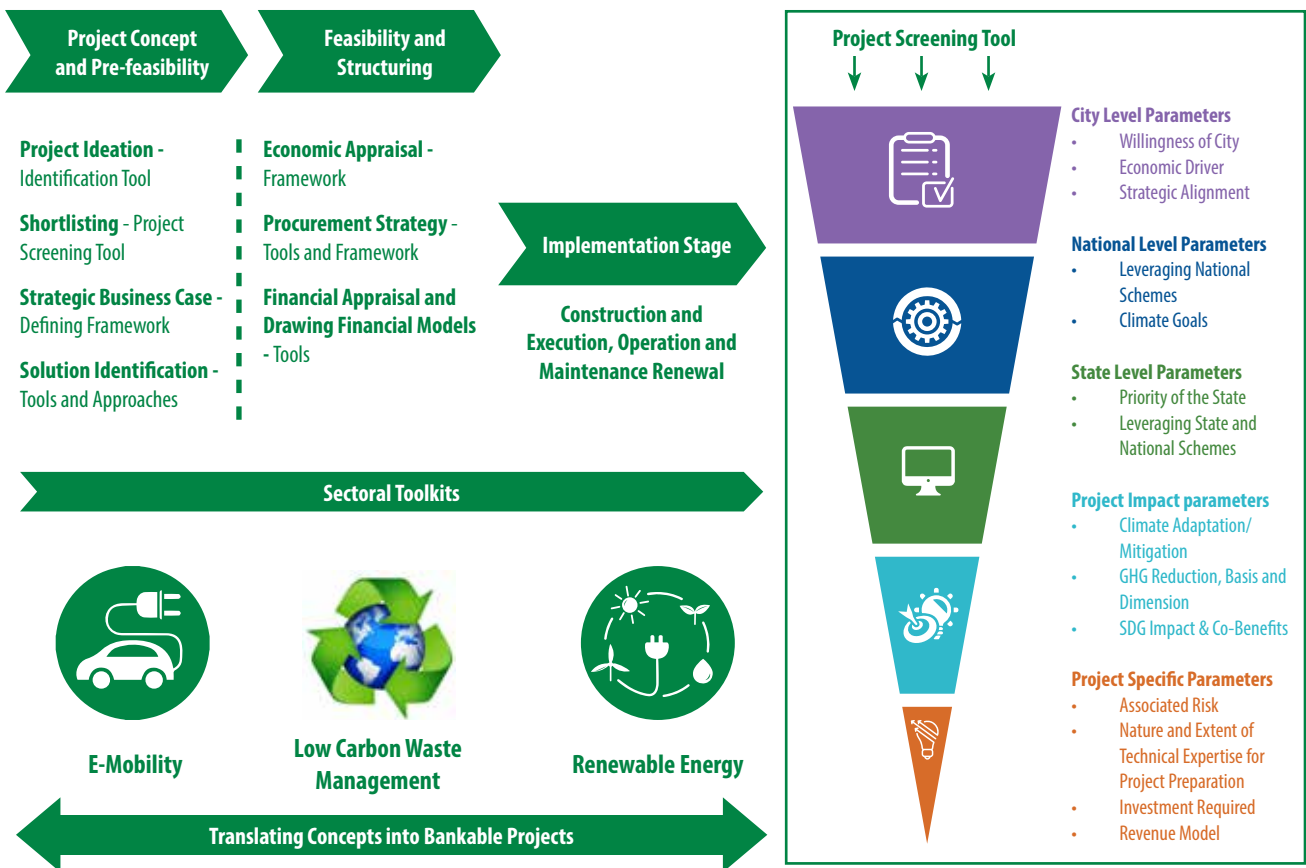 Project Concept
and Pre-feasibility
Feasibility and
Structuring
Project Ideation -
Identification Tool
Shortlisting - Project
Screening Tool
Strategic Business Case -
Defining Framework
Solution Identification -
Tools and Approaches
Economic Appraisal -
Framework
Procurement Strategy -
Tools and Framework
Financial Appraisal and
Drawing Financial Models
- Tools
Implementation Stage
Construction and
Execution, Operation and
Maintenance Renewal
Sectoral Toolkits
E-Mobility
Low Carbon Waste
Management
Renewable Energy
Translating Concepts into Bankable Projects
Project Screening Tool
City Level Parameters
• Willingness of City
• Economic Driver
• Strategic Alignment
National Level Parameters
• Leveraging National
Schemes
• Climate Goals
State Level Parameters
• Priority of the State
• Leveraging State and
National Schemes
Project Impact parameters
• Climate Adaptation/
Mitigation
• GHG Reduction, Basis and
Dimension
• SDG Impact & Co-Benefits
Project Specific Parameters
• Associated Risk
• Nature and Extent of
Technical Expertise for
Project Preparation
• Investment Required
• Revenue Model